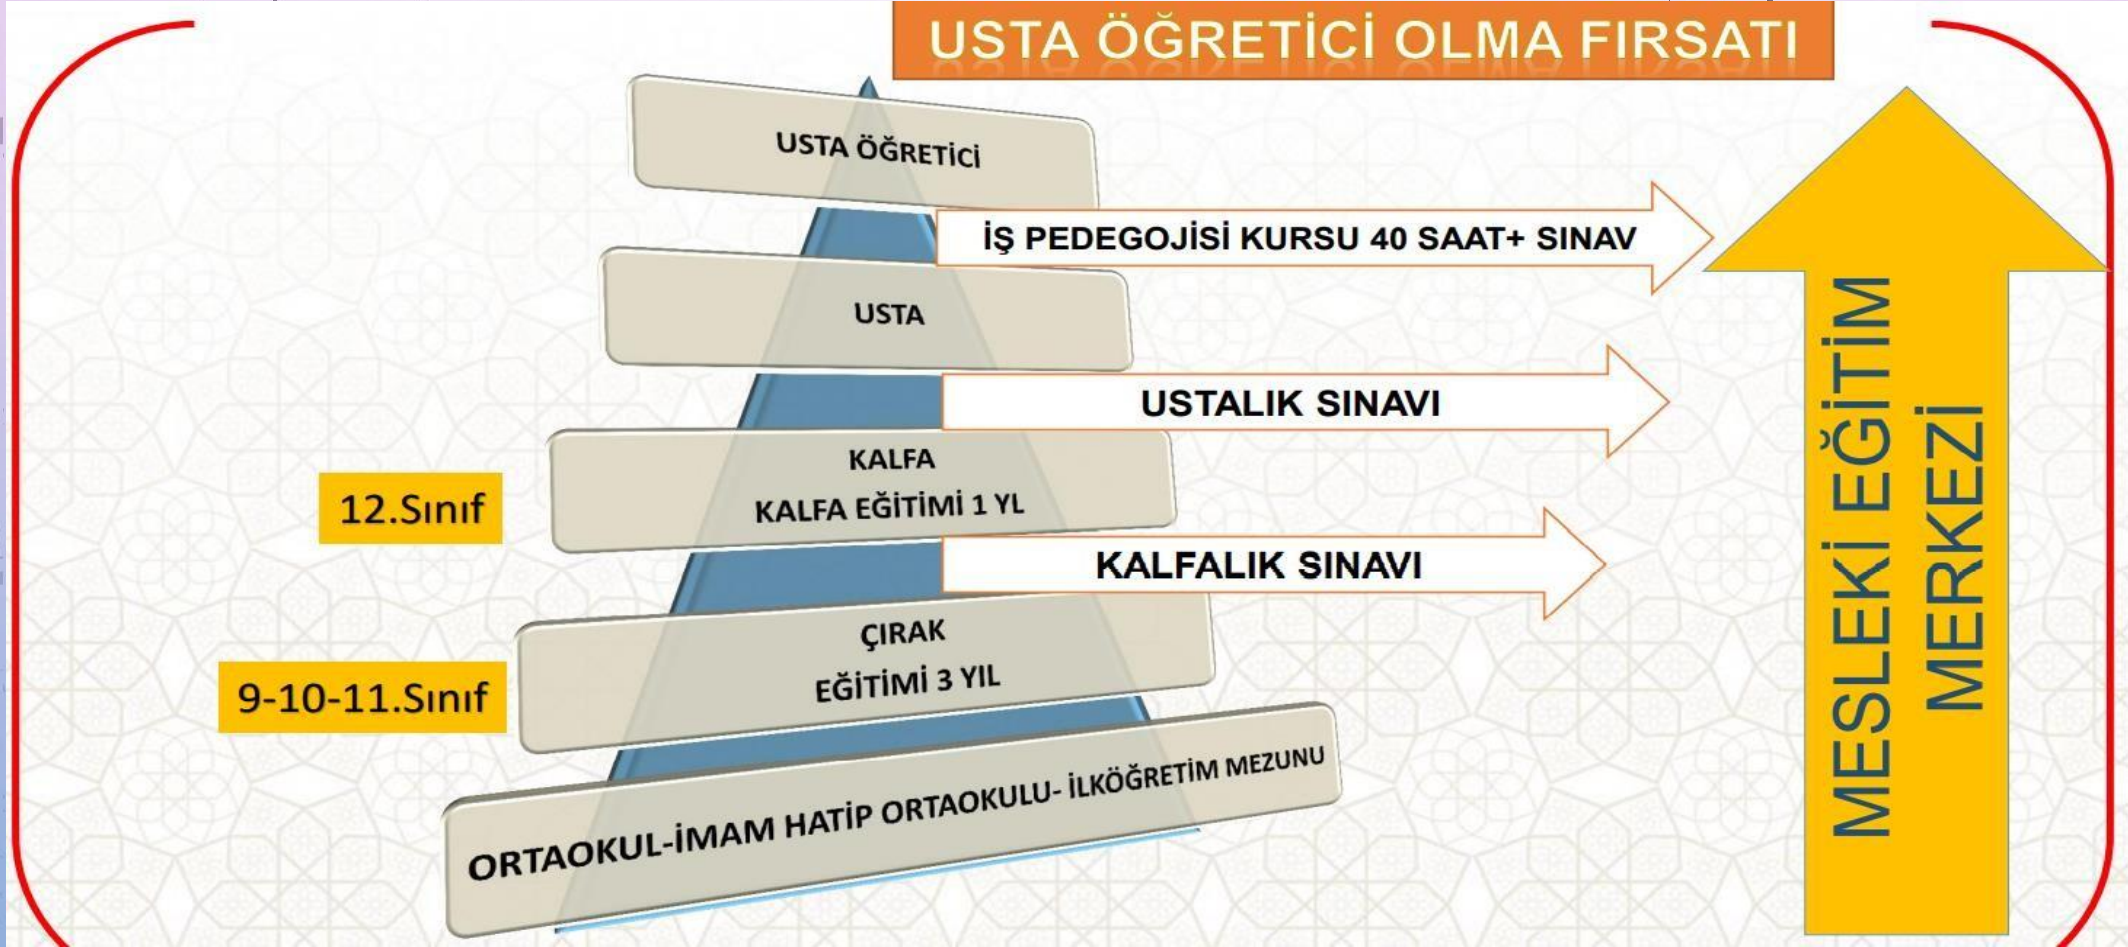 USTA ÖĞRETİCİ OLMA FIRSATI
USTA ÖĞRETİCİ
İŞ PEDEGOJİSİ KURSU 40 SAAT+ SINAV
USTA
USTALIK SINAVI
KALFA
KALFA EĞİTİMİ 1 YL
12.Sınıf
KALFALIK SINAVI
ÇIRAK
EĞİTİMİ 3 YIL
9-10-11.Sınıf
ORTAOKUL-İMAM HATİP ORTAOKULU- İLKÖĞRETİM MEZUNU
MESLEKİ EĞİTİM
MERKEZİ